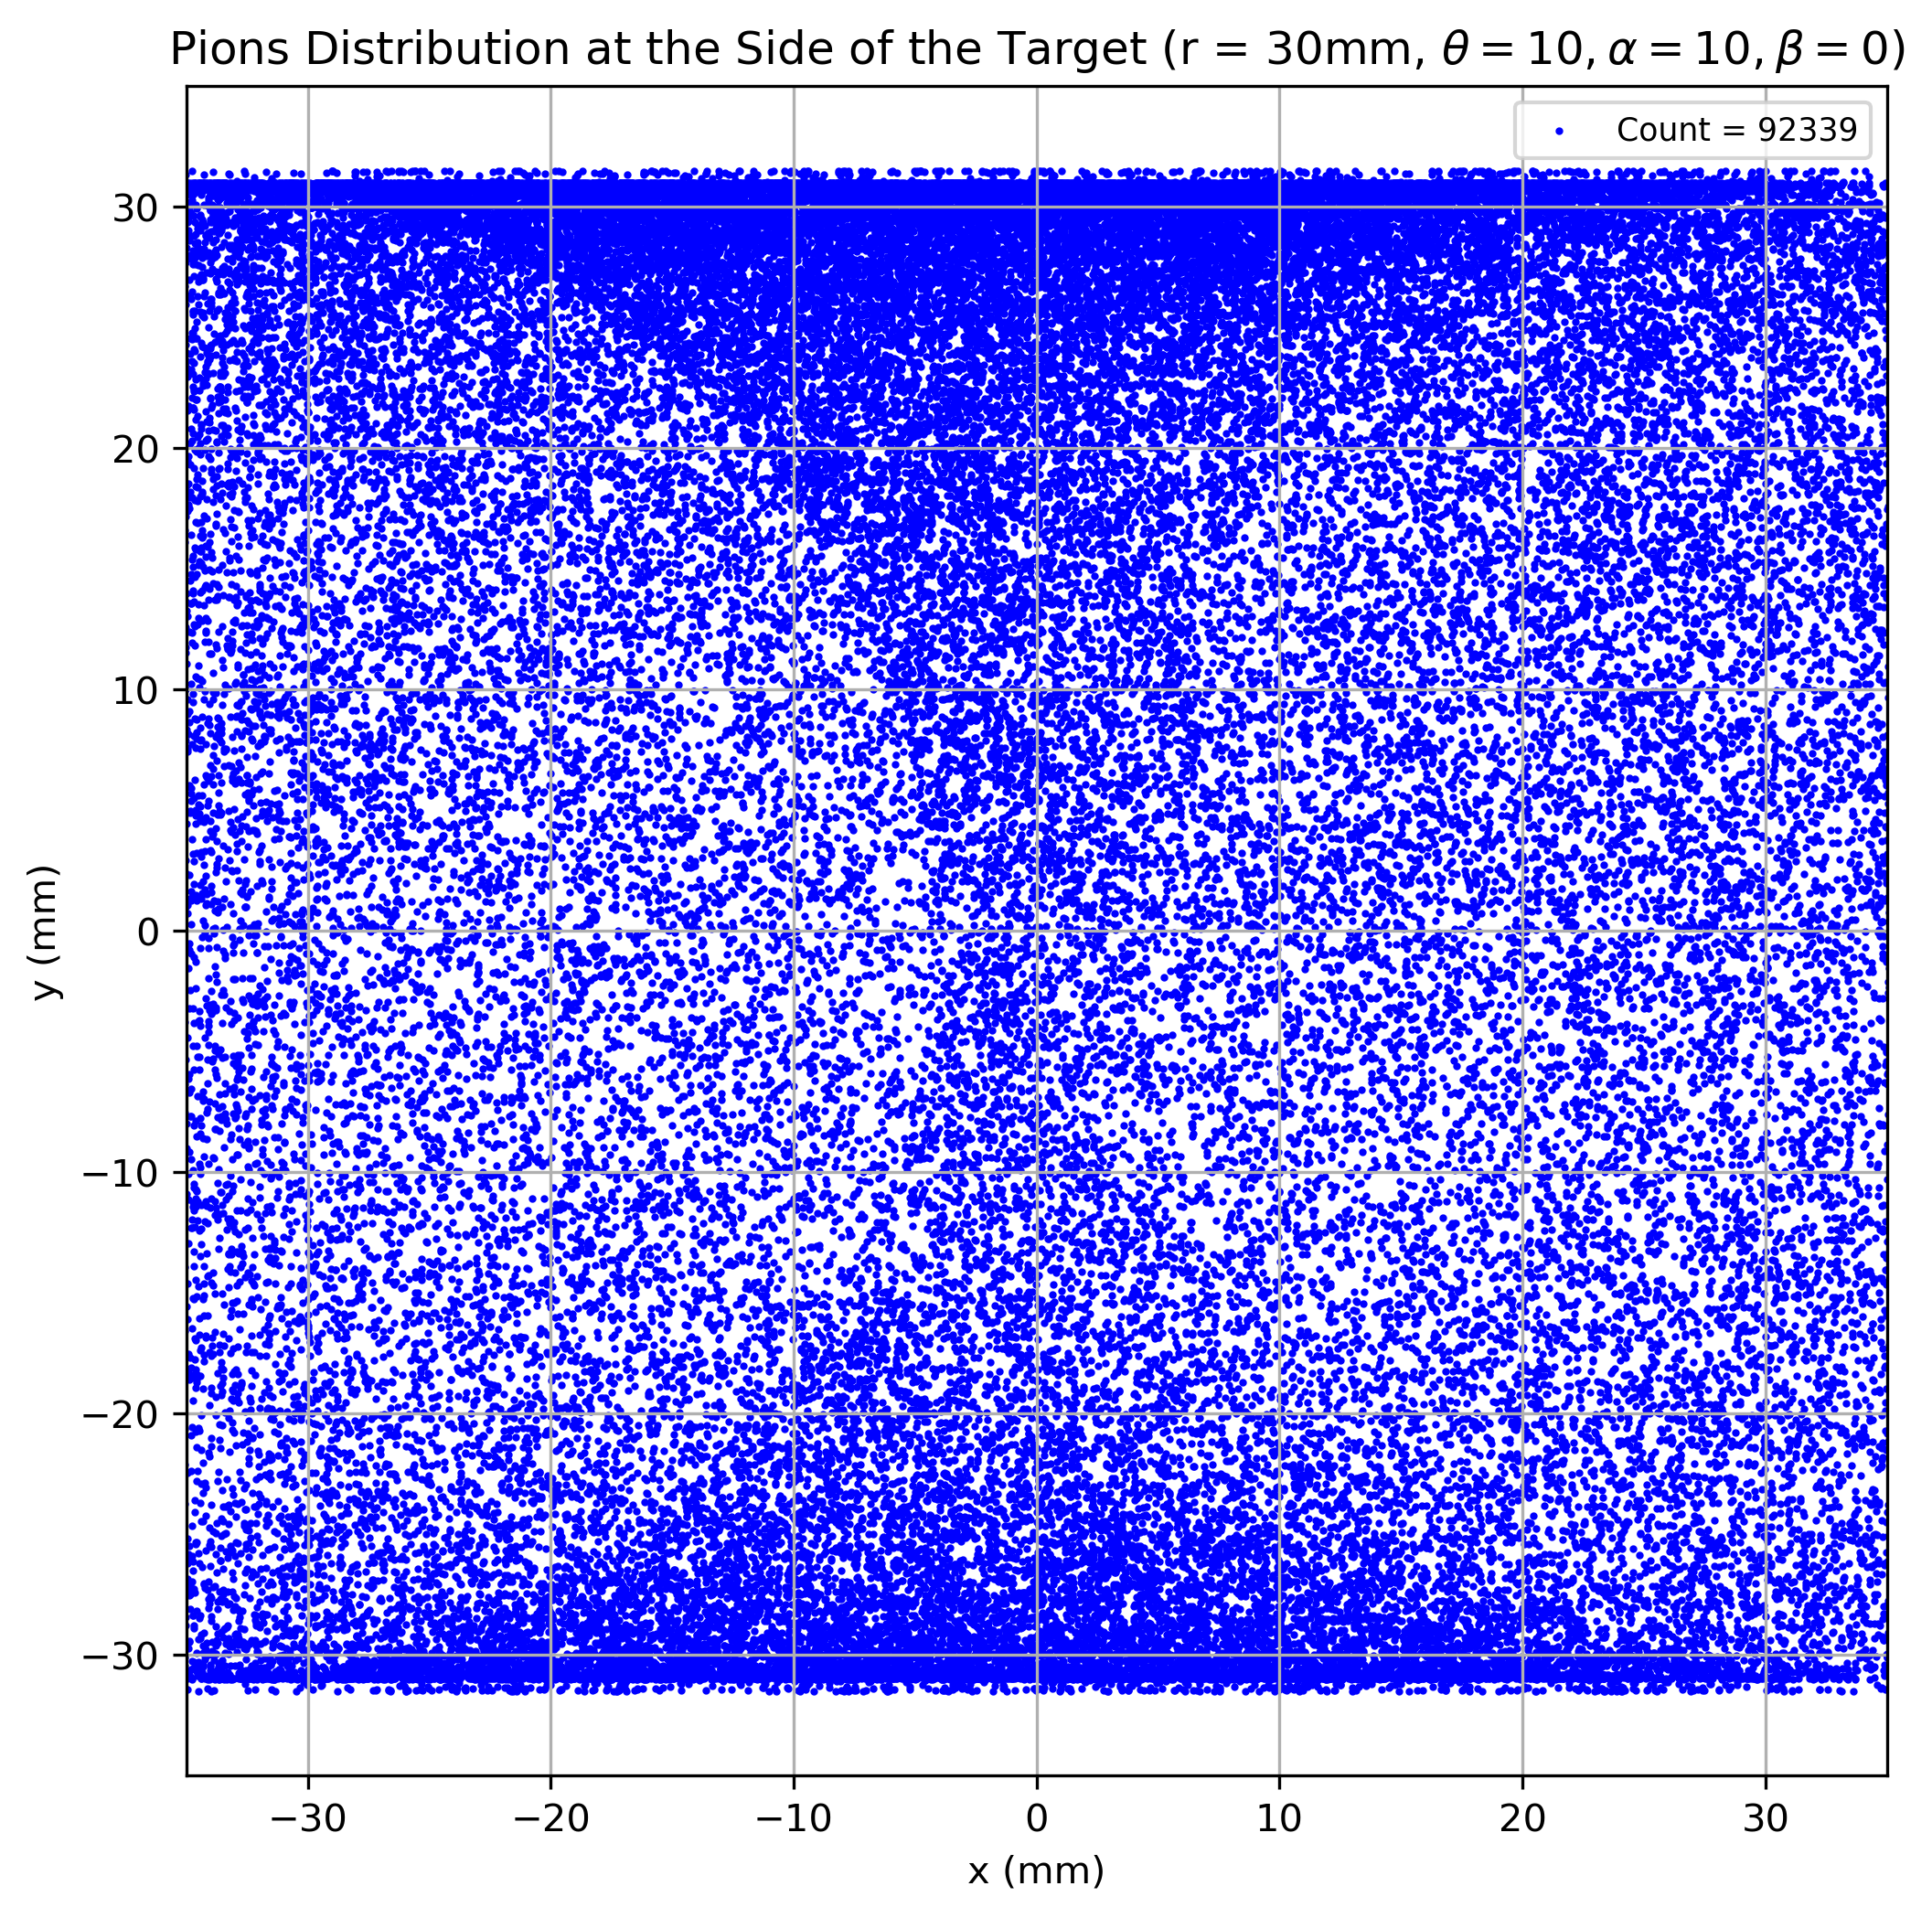 Pions Distribution at the Side of the Target (r = 30mm, θ = 10, α = 10, β = 0)
Count = 92339
30
20
10
0
−10
−20
−30
y (mm)
−30 −20 −10 0 10 20 30
x (mm)